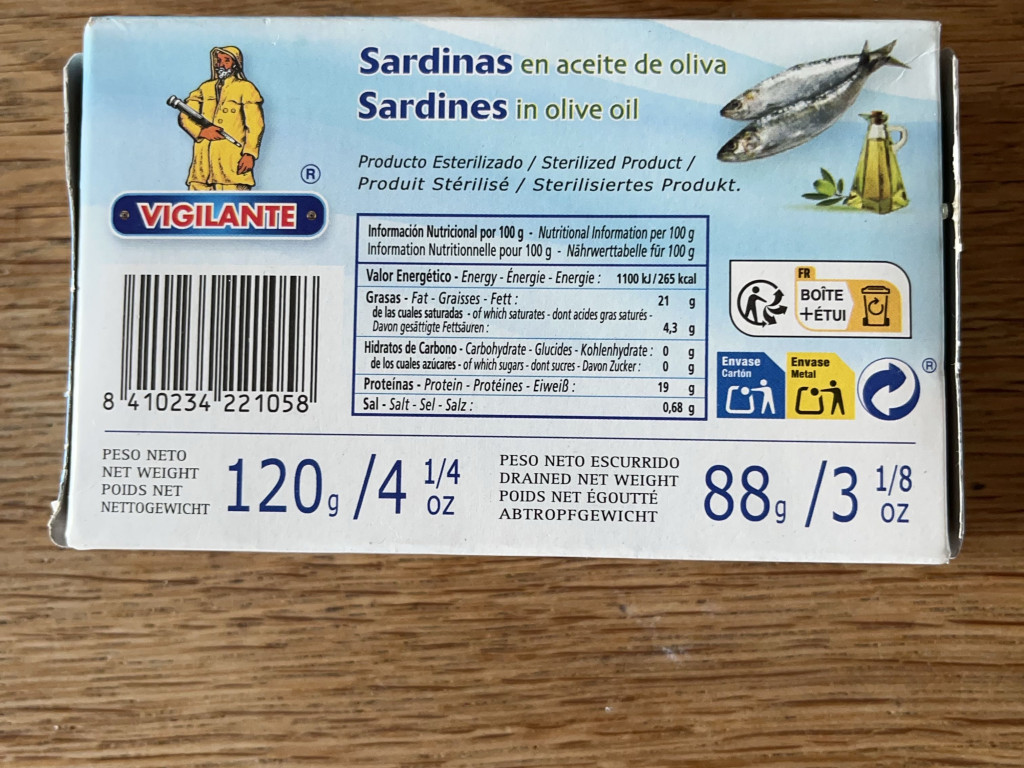 Sardinas en aceite de oliva
Sardines in olive oil
Producto Esterilizado / Sterilized Product /
Produit Stérilisé / Sterilisiertes Produkt.
®
VIGILANTE
Información Nutricional por 100 g - Nutritional Information per 100 g
Information Nutritionnelle pour 100 g - Nährwerttabelle für 100 g
Valor Energético - Energy - Énergie - Energie : 1100 kJ / 265 kcal
Grasas - Fat - Graisses - Fett : 21 g
de las cuales saturadas - of which saturates - dont acides gras saturés -
Davon gesättigte Fettsäuren : 4,3 g
Hidratos de Carbono - Carbohydrate - Glucides - Kohlenhydrate : 0 g
de los cuales azúcares - of which sugars - dont sucres - Davon Zucker : 0 g
Proteínas - Protein - Protéines - Eiweiß : 19 g
Sal - Salt - Sel - Salz : 0,68 g
FR
BOÎTE
+ÉTUI
Envase
Cartón
Envase
Metal
®
8 410234 221058
PESO NETO
NET WEIGHT
POIDS NET
NETTOGEWICHT
120g /4 1/4 OZ
PESO NETO ESCURRIDO
DRAINED NET WEIGHT
POIDS NET ÉGOUTTÉ
ABTROPFGEWICHT
88g /3 1/8 OZ